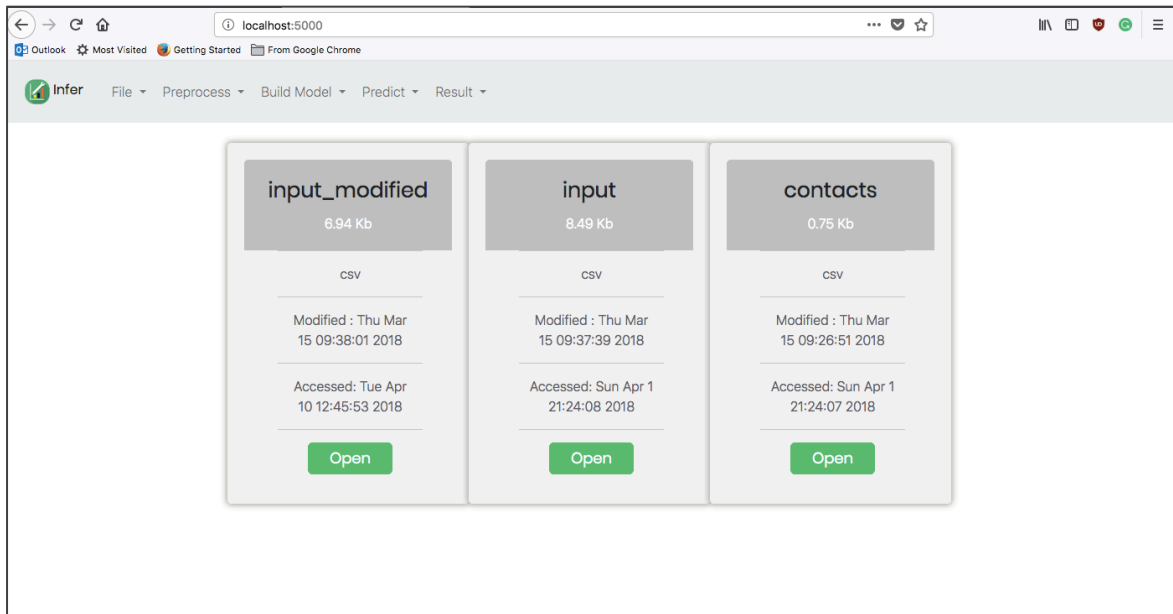 localhost:5000
Outlook Most Visited Getting Started From Google Chrome
Infer File Preprocess Build Model Predict Result
input_modified
6.94 Kb
csv
Modified : Thu Mar
15 09:38:01 2018
Accessed: Tue Apr
10 12:45:53 2018
Open
input
8.49 Kb
csv
Modified : Thu Mar
15 09:37:39 2018
Accessed: Sun Apr 1
21:24:08 2018
Open
contacts
0.75 Kb
csv
Modified : Thu Mar
15 09:26:51 2018
Accessed: Sun Apr 1
21:24:07 2018
Open